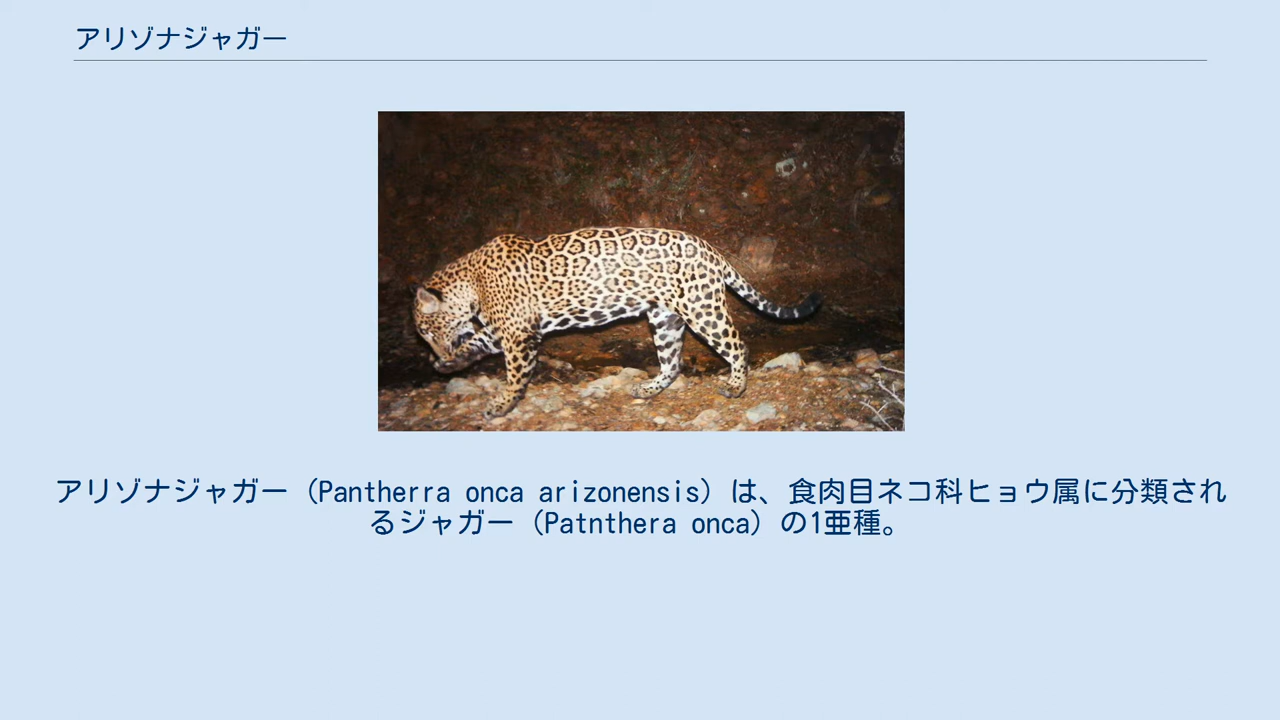 アリゾナジャガー
アリゾナジャガー（Pantherra onca arizonensis）は、食肉目ネコ科ヒョウ属に分類され
るジャガー（Patnthera onca）の1亜種。